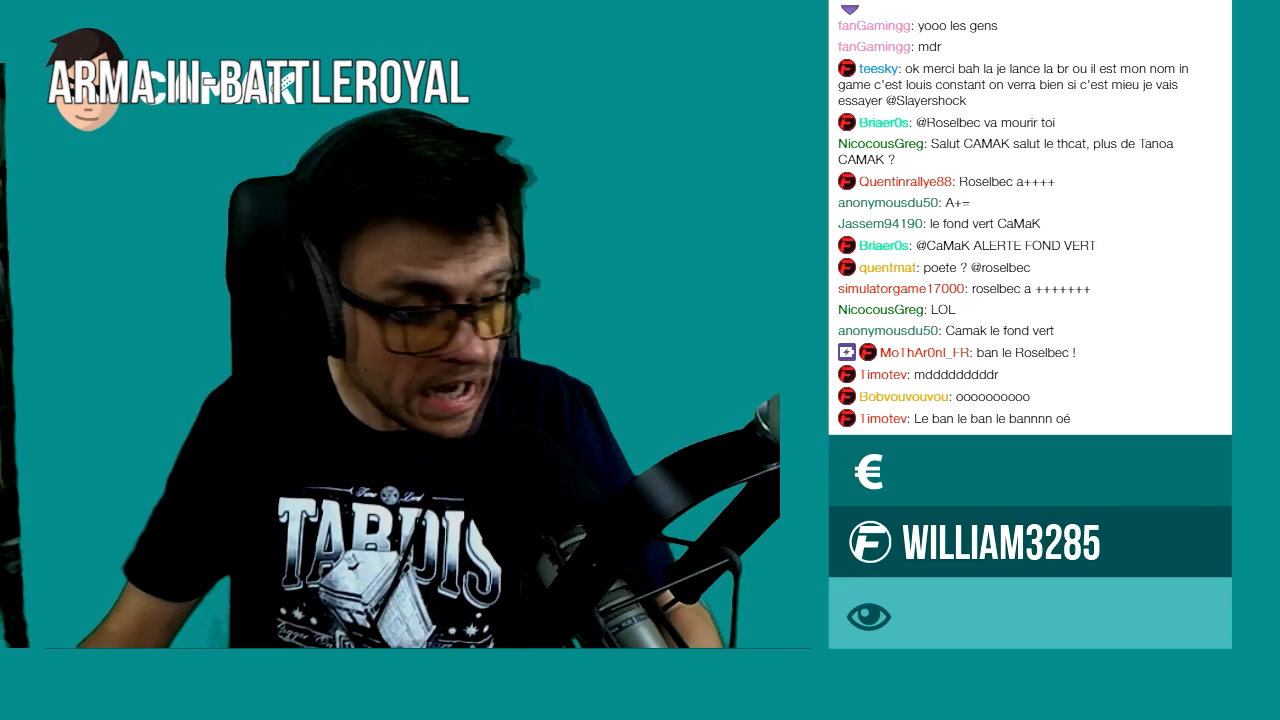 ARMA III-BATTLEROYAL
Time Lord
TARDIS
fanGamingg: yooo les gens
fanGamingg: mdr
teesky: ok merci bah la je lance la br ou il est mon nom in
game c'est louis constant on verra bien si c'est mieu je vais
essayer @Slayershock
Briaer0s: @Roselbec va mourir toi
NicocousGreg: Salut CAMAK salut le thcat, plus de Tanoa
CAMAK ?
Quentinrallye88: Roselbec a++++
anonymousdu50: A+=
Jassem94190: le fond vert CaMaK
Briaer0s: @CaMaK ALERTE FOND VERT
quentmat: poete ? @roselbec
simulatorgame17000: roselbec a +++++++
NicocousGreg: LOL
anonymousdu50: Camak le fond vert
MoThAr0nI_FR: ban le Roselbec !
Timotev: mdddddddddr
Bobvouvouvou: oooooooooo
Timotev: Le ban le ban le bannnn oé
€
F WILLIAM3285